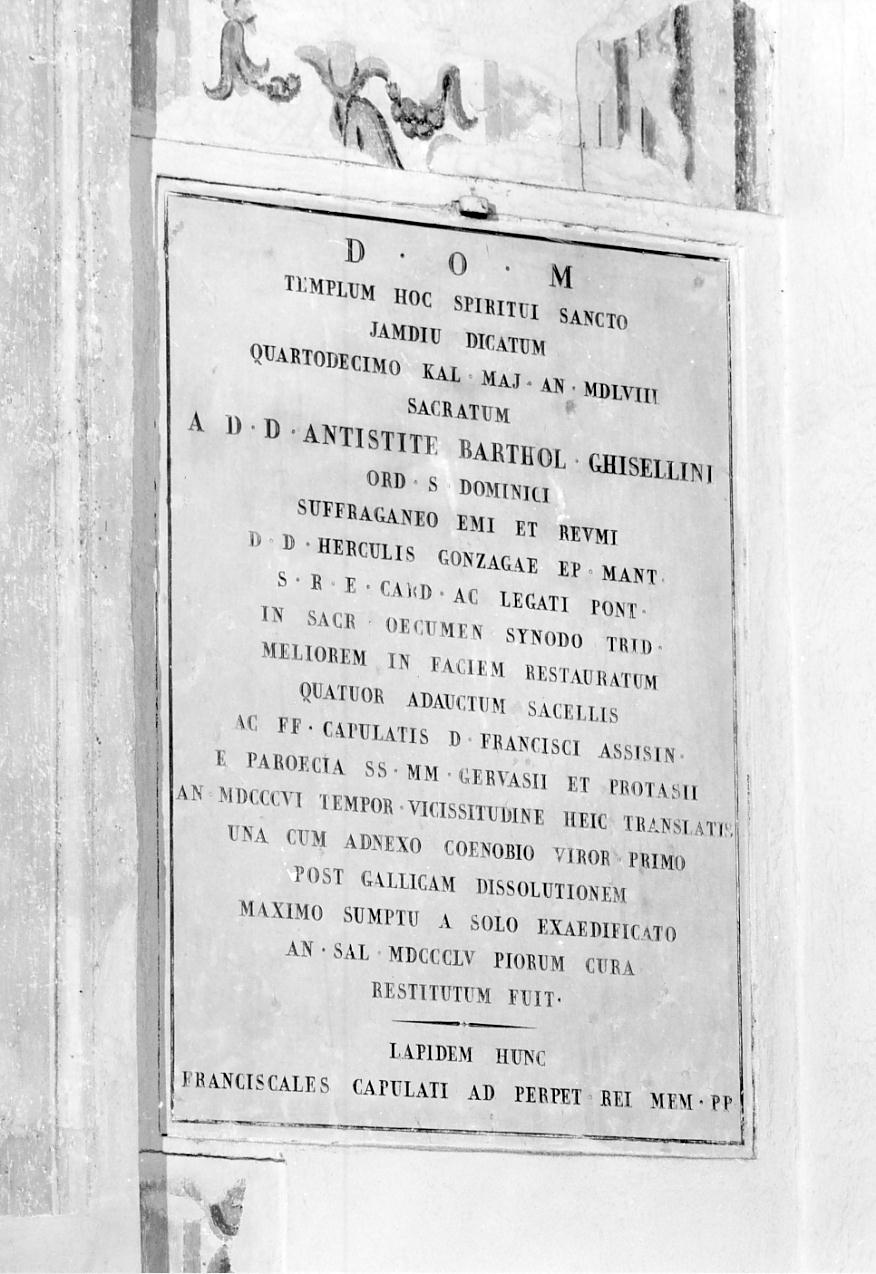 D · O · M
TEMPLUM HOC SPIRITUI SANCTO
JAMDIU DICATUM
QUARTODECIMO KAL · MAJ · AN · MDLVIII
SACRATUM
A D · D · ANTISTITE BARTHOL · GHISELLINI
ORD · S DOMINICI
SUFFRAGANEO EMI ET REVMI
D · D · HERCULIS GONZAGAE EP · MANT ·
S · R · E · CARD · AC LEGATI PONT ·
IN SACR · OECUMEN SYNODO TRID ·
MELIOREM IN FACIEM RESTAURATUM
QUATUOR ADAUCTUM SACELLIS
AC FF · CAPULATIS D · FRANCISCI ASSISIN ·
E PAROECIA SS · MM · GERVASII ET PROTASII
AN · MDCCCVI TEMPOR · VICISSITUDINE HEIC TRANSLATIS
UNA CUM ADNEXO COENOBIO VIROR · PRIMO
POST GALLICAM DISSOLUTIONEM
MAXIMO SUMPTU A SOLO EXAEDIFICATO
AN · SAL · MDCCCLV PIORUM CURA
RESTITUTUM FUIT ·
LAPIDEM HUNC
FRANCISCALES CAPULATI AD PERPET · REI MEM · PP